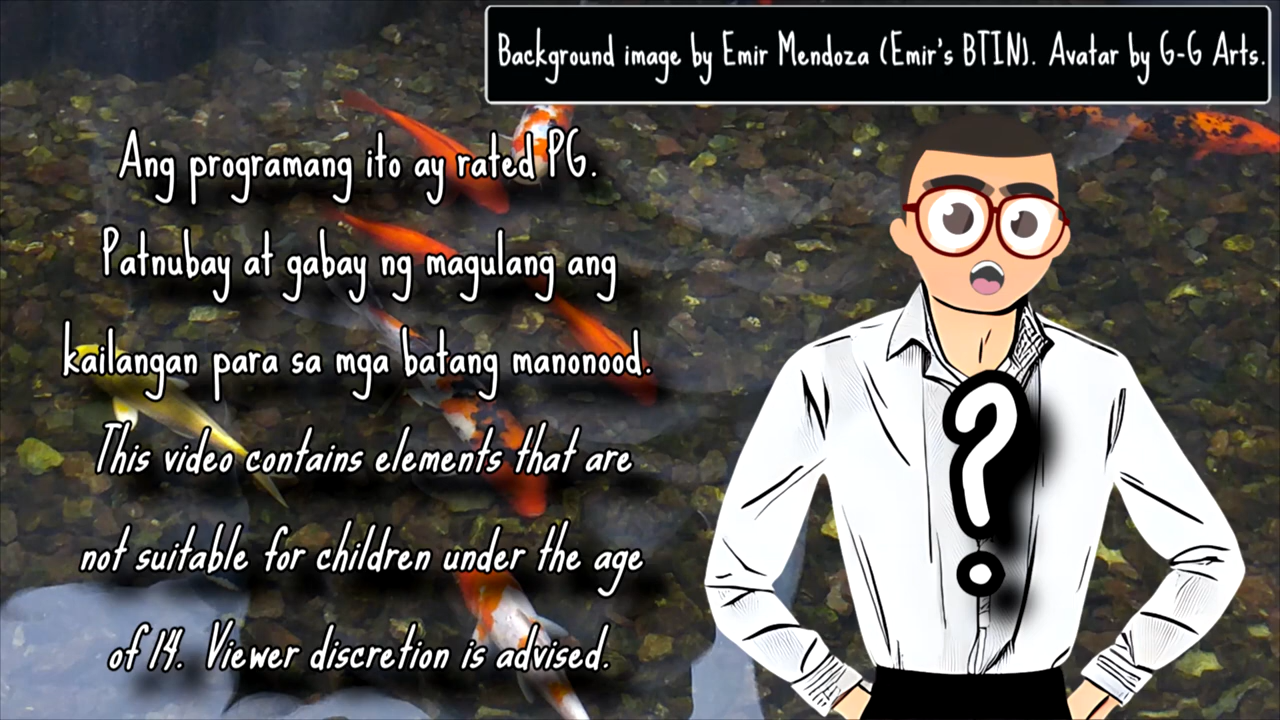 Background image by Emir Mendoza (Emir's BTIN). Avatar by G-G Arts.
Ang programang ito ay rated PG.
Patnubay at gabay ng magulang ang
kailangan para sa mga batang manonood.
This video contains elements that are
not suitable for children under the age
of 14. Viewer discretion is advised.
?